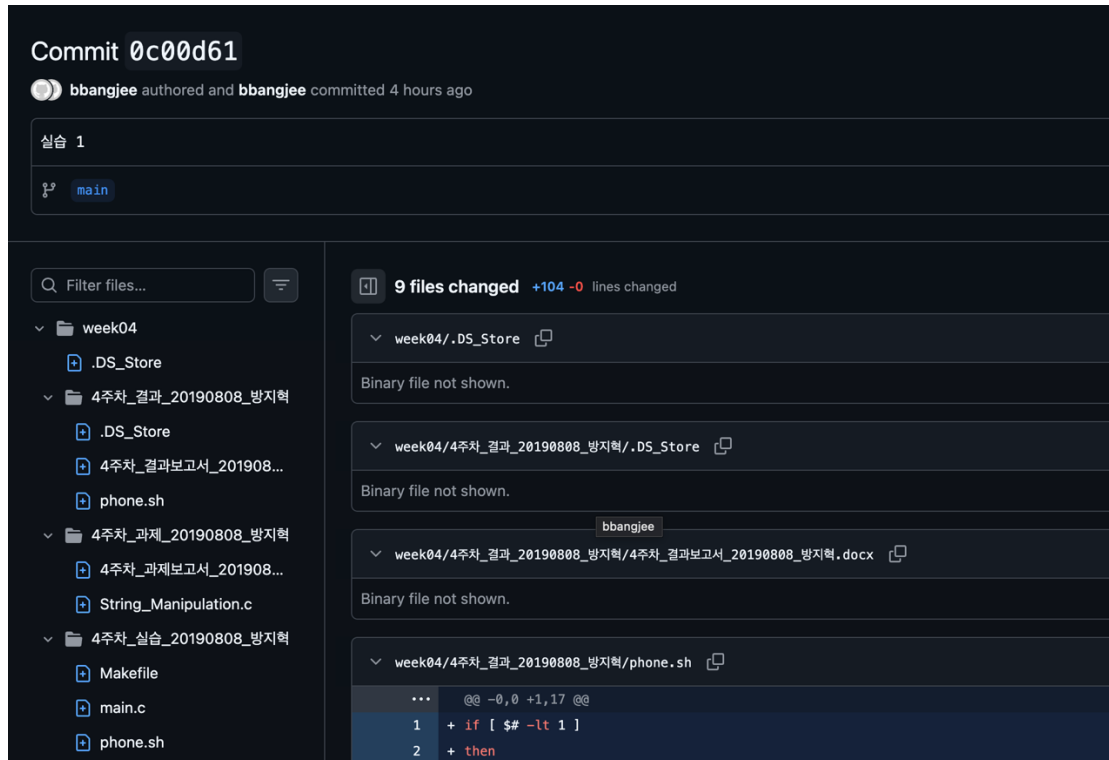 Commit 0c00d61
bbangjee authored and bbangjee committed 4 hours ago
실습 1
main
Filter files...
week04
.DS_Store
4주차_결과_20190808_방지혁
.DS_Store
4주차_결과보고서_201908...
phone.sh
4주차_과제_20190808_방지혁
4주차_과제보고서_201908...
String_Manipulation.c
4주차_실습_20190808_방지혁
Makefile
main.c
phone.sh
9 files changed +104 -0 lines changed
week04/.DS_Store
Binary file not shown.
week04/4주차_결과_20190808_방지혁/.DS_Store
Binary file not shown.
bbangjee
week04/4주차_결과_20190808_방지혁/4주차_결과보고서_20190808_방지혁.docx
Binary file not shown.
week04/4주차_결과_20190808_방지혁/phone.sh
... @@ -0,0 +1,17 @@
1 + if [ $# -lt 1 ]
2 + then